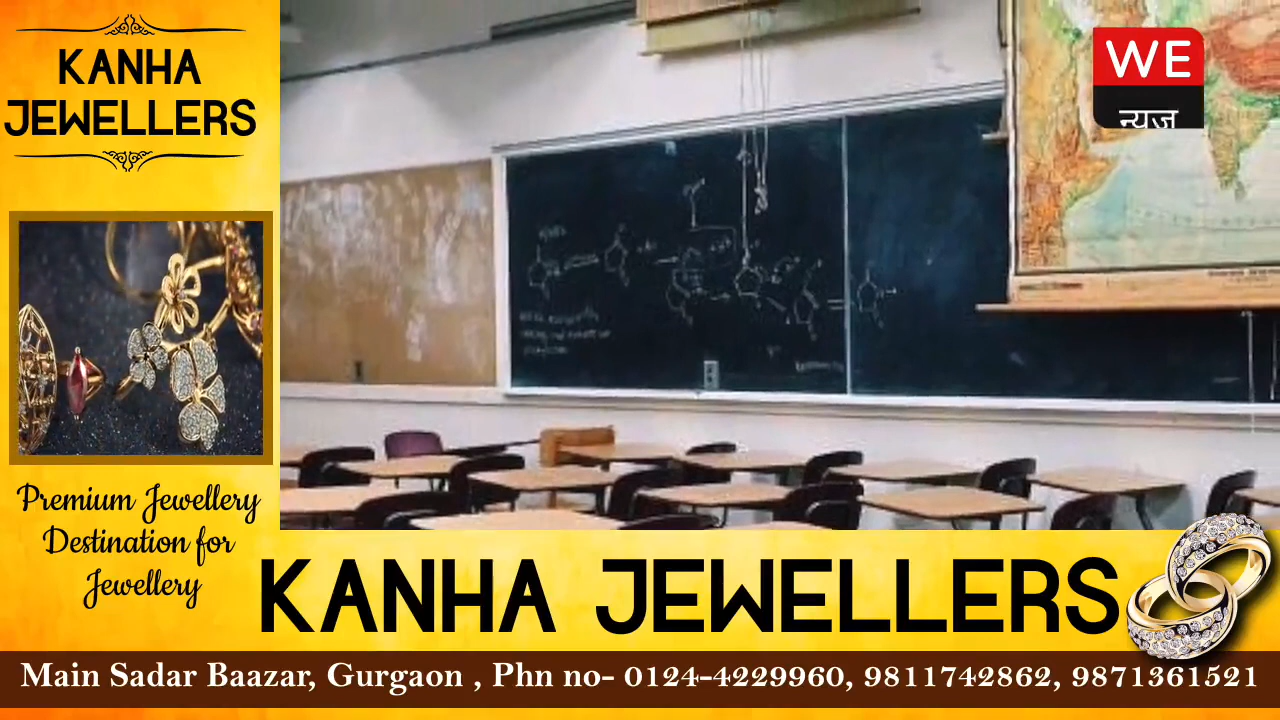 KANHA
JEWELLERS
WE
न्यूज़
Premium Jewellery
Destination for
Jewellery
KANHA JEWELLERS
Main Sadar Baazar, Gurgaon , Phn no- 0124-4229960, 9811742862, 9871361521